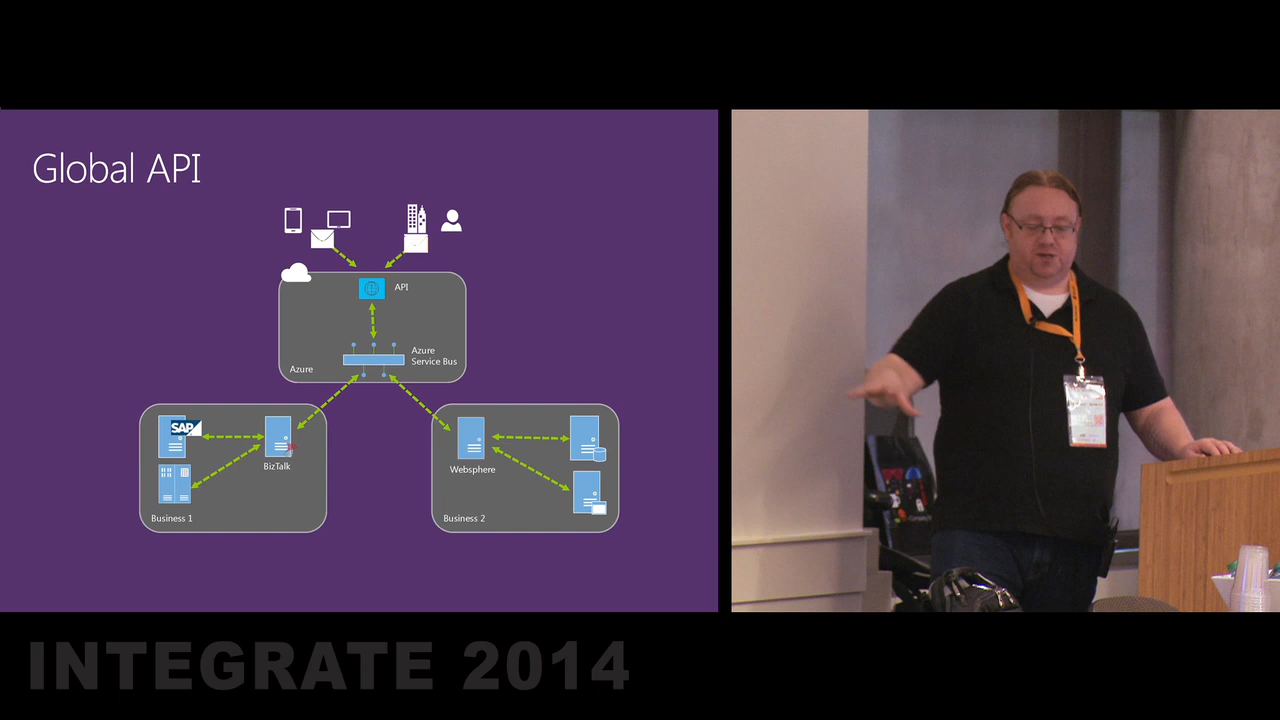 Global API
API
Azure
Service Bus
Azure
SAP
BizTalk
Business 1
Websphere
Business 2
INTEGRATE 2014